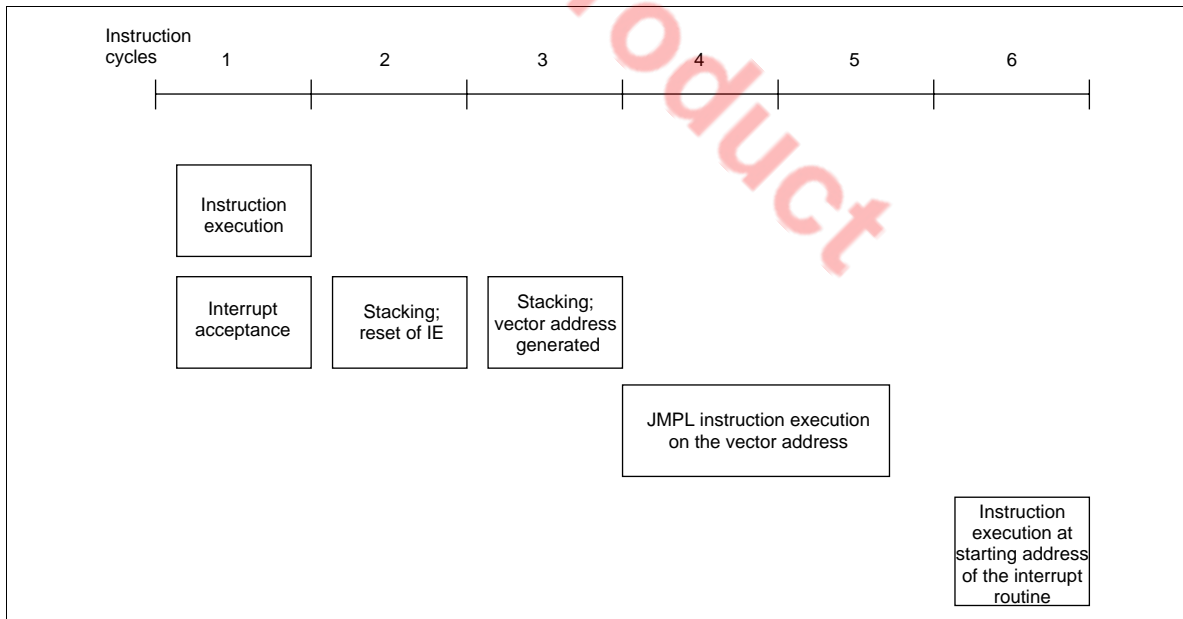 Instruction
cycles
1 2 3 4 5 6
Instruction
execution
Interrupt
acceptance
Stacking;
reset of IE
Stacking;
vector address
generated
JMPL instruction execution
on the vector address
Instruction
execution at
starting address
of the interrupt
routine
roduct